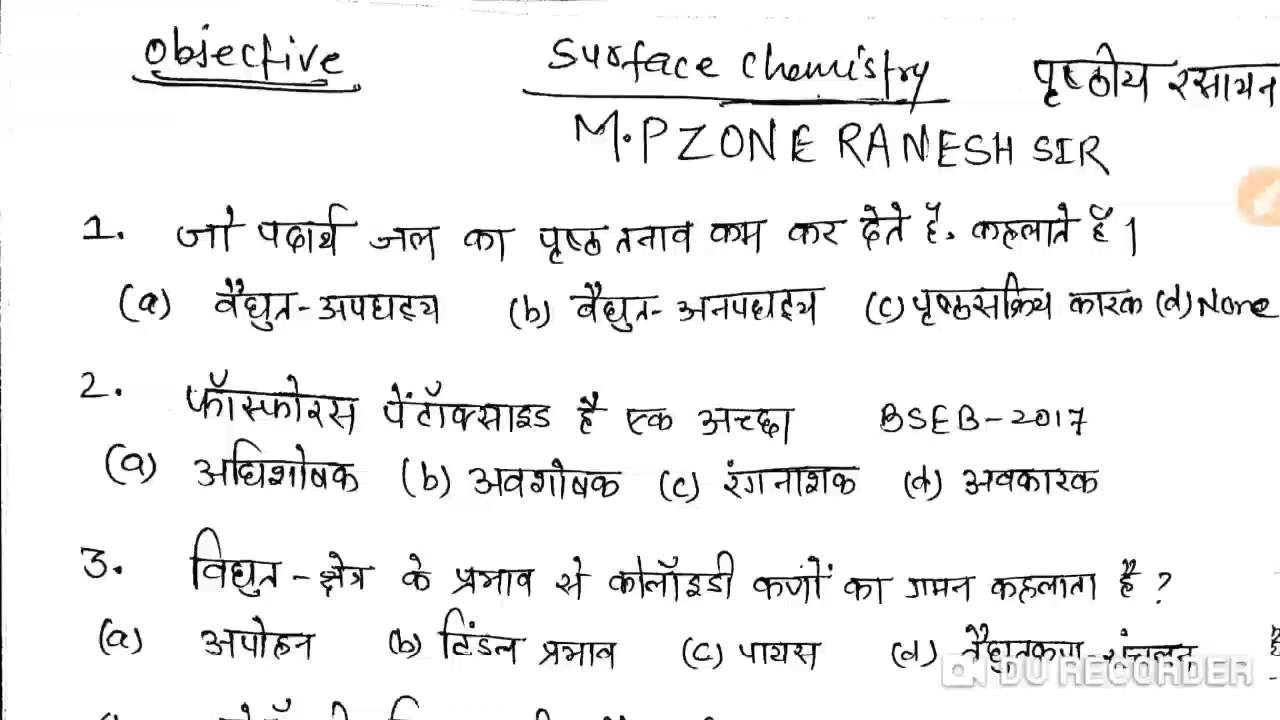 Objective Surface Chemistry पृष्ठीय रसायन
M.P ZONE RANESH SIR
1. जो पदार्थ जल का पृष्ठ तनाव कम कर देते हैं, कहलाते हैं।
(a) वैद्युत-अपघट्य (b) वैद्युत-अनपघट्य (c) पृष्ठसक्रिय कारक (d) None
2. फॉस्फोरस पेंटॉक्साइड है एक अच्छा BSEB-2017
(a) अधिशोषक (b) अवशोषक (c) रंगनाशक (d) अवकारक
3. विद्युत-क्षेत्र के प्रभाव से कोलॉइडी कणों का गमन कहलाता है?
(a) अपोहन (b) टिंडल प्रभाव (c) पायस (d) वैद्युतकण-संचलन
DU RECORDER